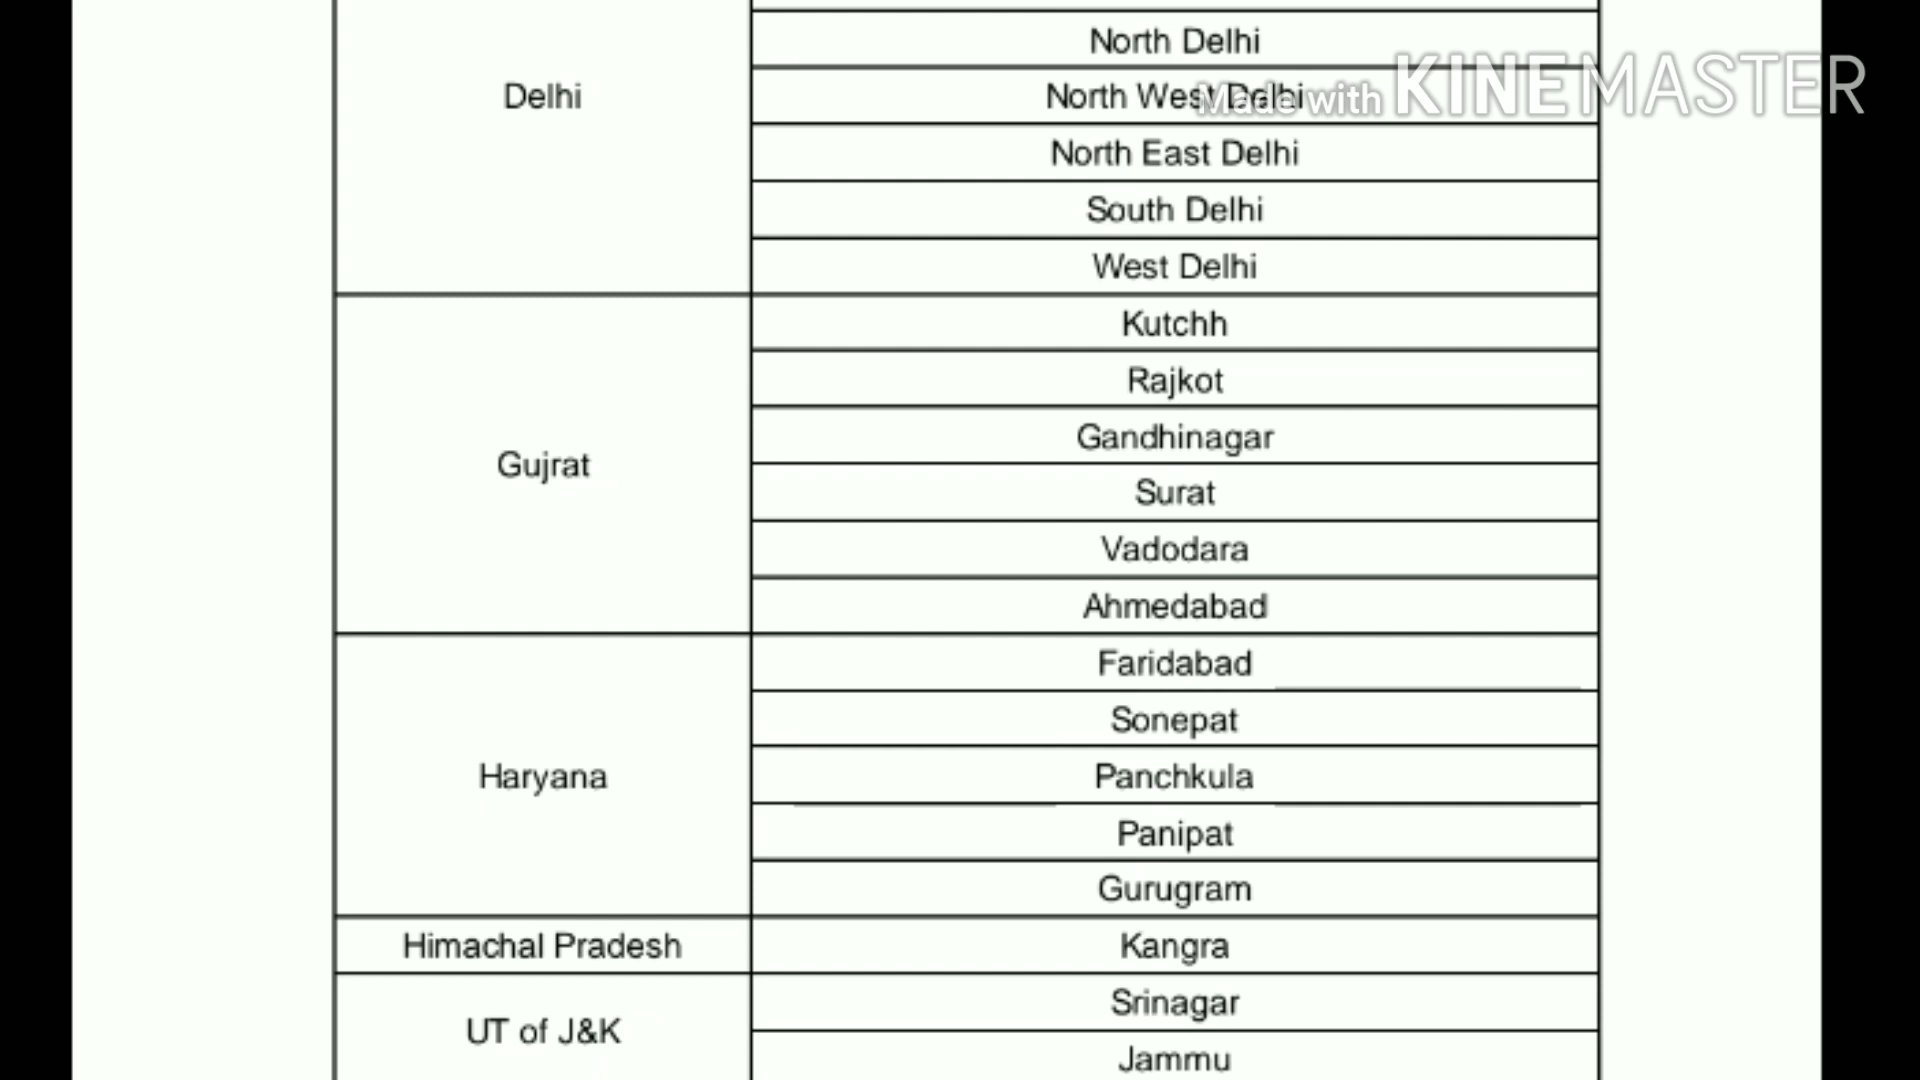 North Delhi
Made with KINEMASTER
Delhi
North West Delhi
North East Delhi
South Delhi
West Delhi
Gujrat
Kutchh
Rajkot
Gandhinagar
Surat
Vadodara
Ahmedabad
Haryana
Faridabad
Sonepat
Panchkula
Panipat
Gurugram
Himachal Pradesh
Kangra
UT of J&K
Srinagar
Jammu